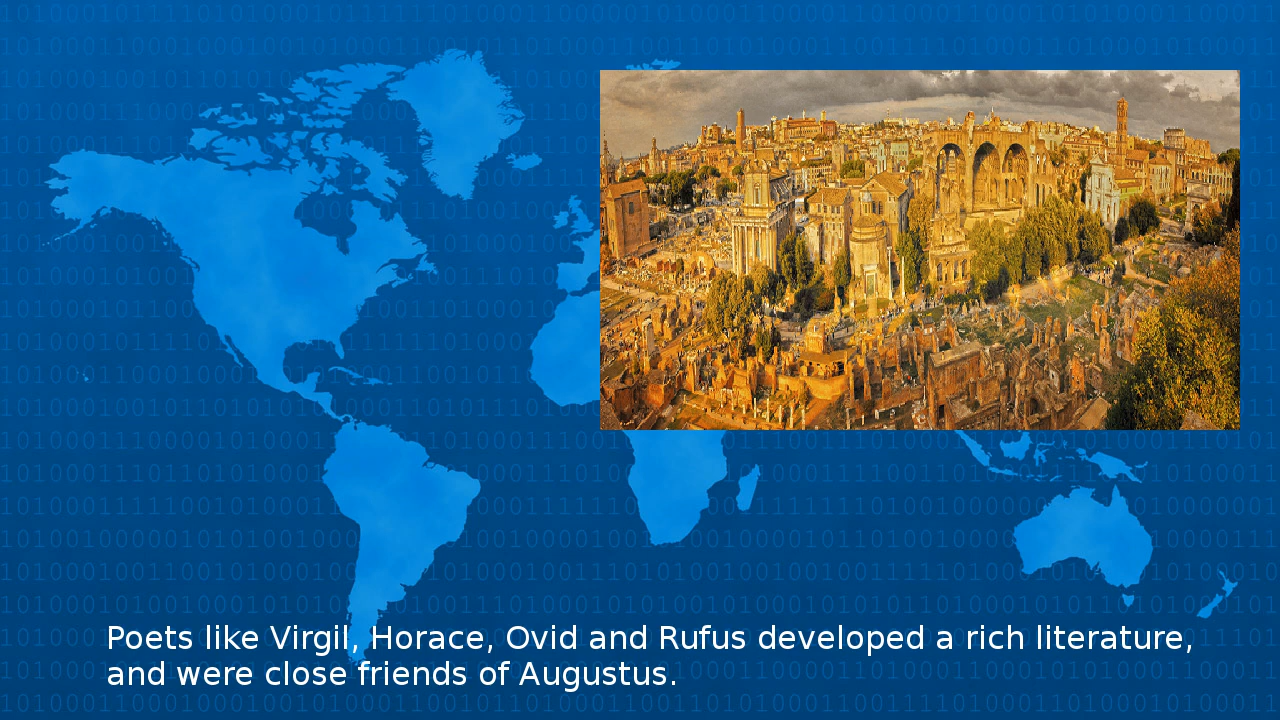 Poets like Virgil, Horace, Ovid and Rufus developed a rich literature,
and were close friends of Augustus.